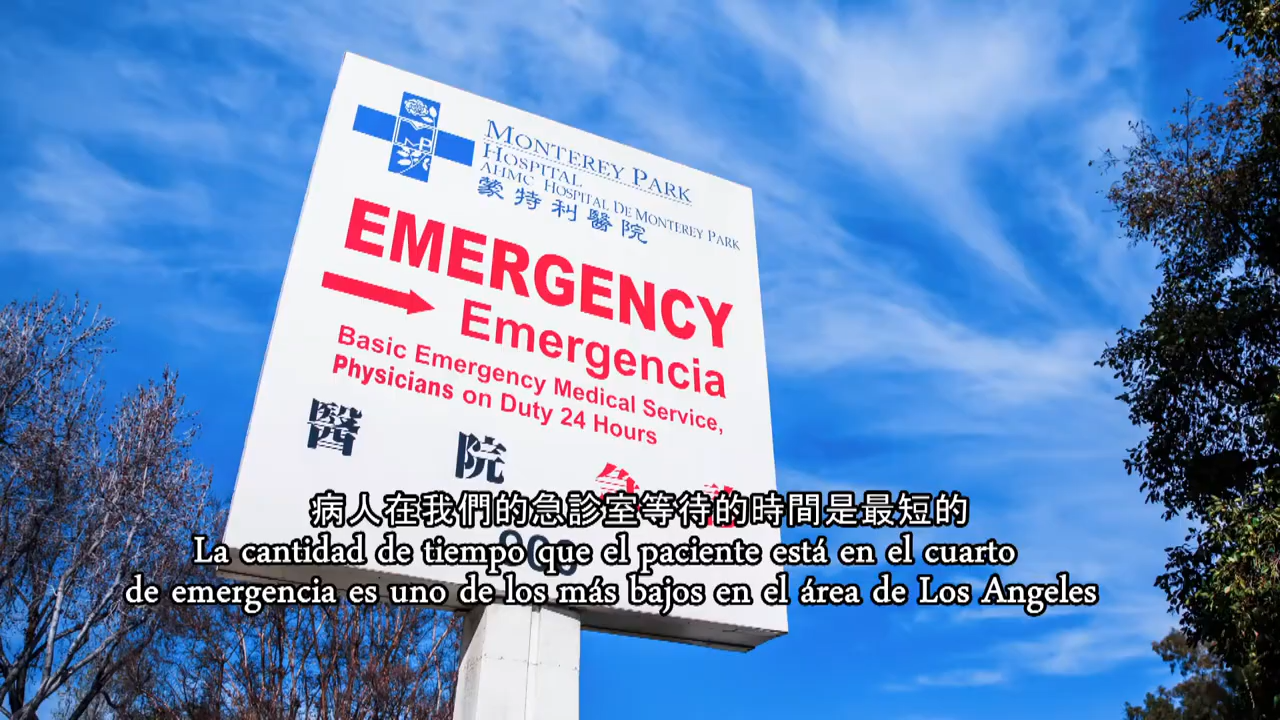 MONTEREY PARK
HOSPITAL
AHMC HOSPITAL DE MONTEREY PARK
蒙特利醫院
EMERGENCY
Emergencia
Basic Emergency Medical Service,
Physicians on Duty 24 Hours
醫院急
900
病人在我們的急診室等待的時間是最短的
La cantidad de tiempo que el paciente está en el cuarto
de emergencia es uno de los más bajos en el área de Los Angeles